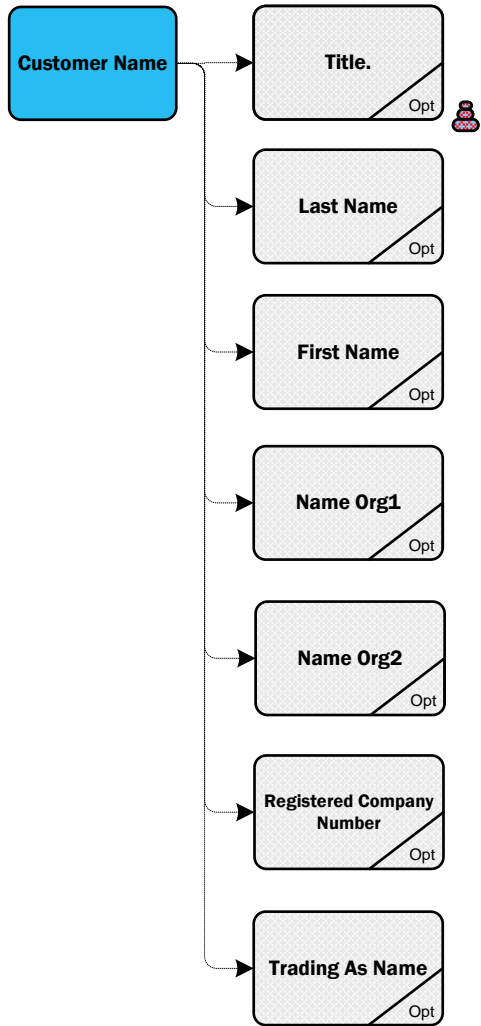 Customer Name
Title.
Opt
Last Name
Opt
First Name
Opt
Name Org1
Opt
Name Org2
Opt
Registered Company
Number
Opt
Trading As Name
Opt